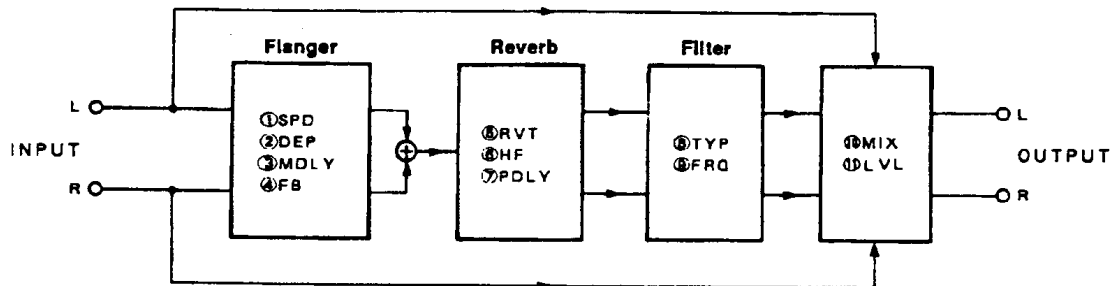 Flanger
Reverb
Filter
L
INPUT
R
①SPD
②DEP
③MDLY
④FB
⑤RVT
⑥HF
⑦PDLY
⑧TYP
⑨FRQ
⑩MIX
⑪LVL
L
OUTPUT
R